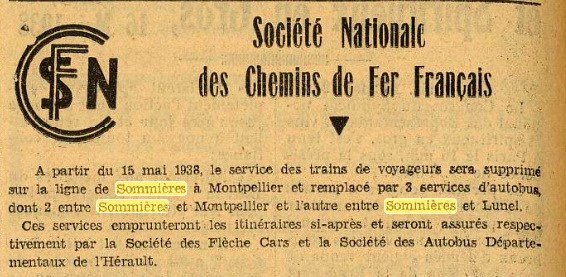 SNCF
Société Nationale
des Chemins de Fer Français
A partir du 15 mai 1938, le service des trains de voyageurs sera supprimé
sur la ligne de Sommières à Montpellier et remplacé par 3 services d'autobus,
dont 2 entre Sommières et Montpellier et l'autre entre Sommières et Lunel.
Ces services emprunteront les itinéraires si-après et seront assurés respec-
tivement par la Société des Flèche Cars et la Société des Autobus Départe-
mentaux de l'Hérault.